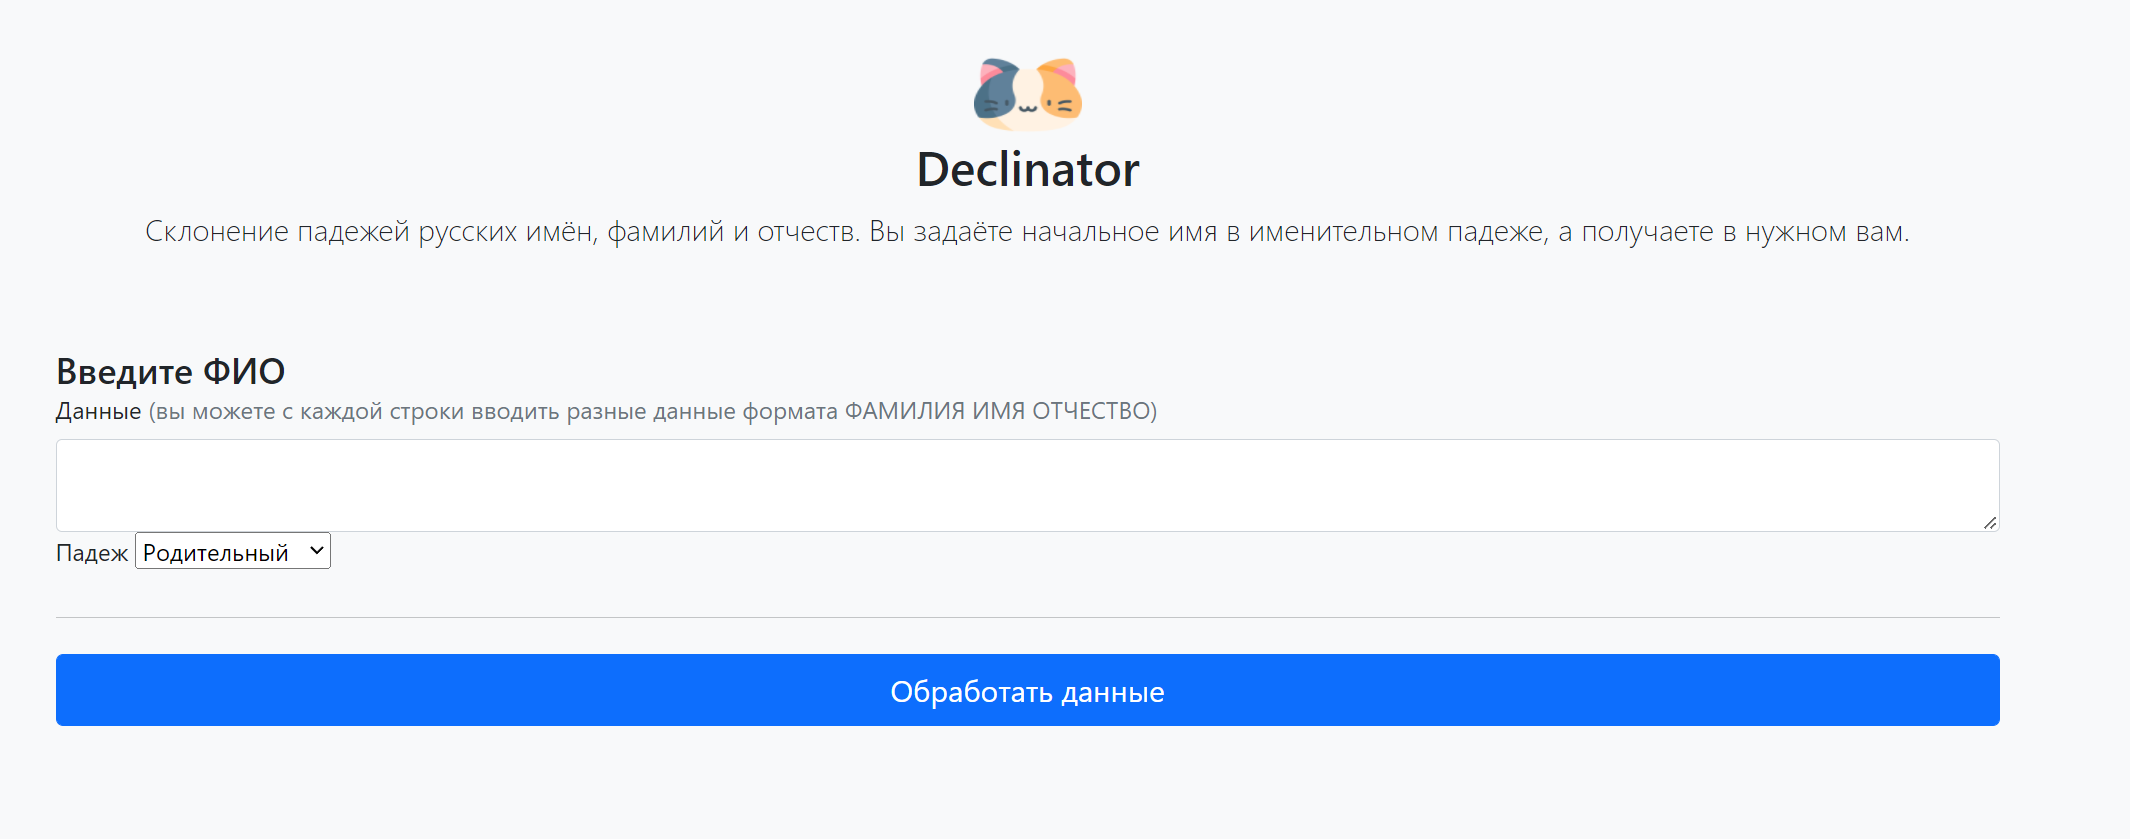 Declinator
Склонение падежей русских имён, фамилий и отчеств. Вы задаёте начальное имя в именительном падеже, а получаете в нужном вам.
Введите ФИО
Данные (вы можете с каждой строки вводить разные данные формата ФАМИЛИЯ ИМЯ ОТЧЕСТВО)
Падеж Родительный
Обработать данные